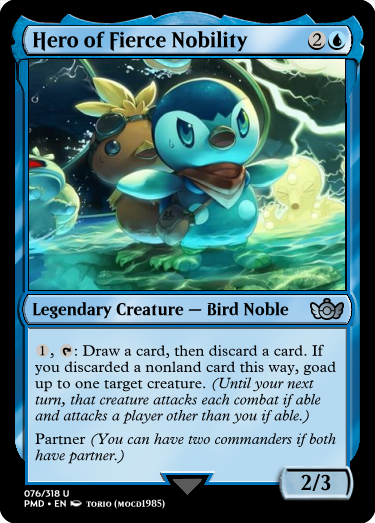 Hero of Fierce Nobility 2
1, : Draw a card, then discard a card. If
you discarded a nonland card this way, goad
up to one target creature. (Until your next
turn, that creature attacks each combat if able
and attacks a player other than you if able.)
Partner (You can have two commanders if both
have partner.)
Legendary Creature — Bird Noble
2/3
076/318 U
PMD • EN TORIO (MOCD1985)